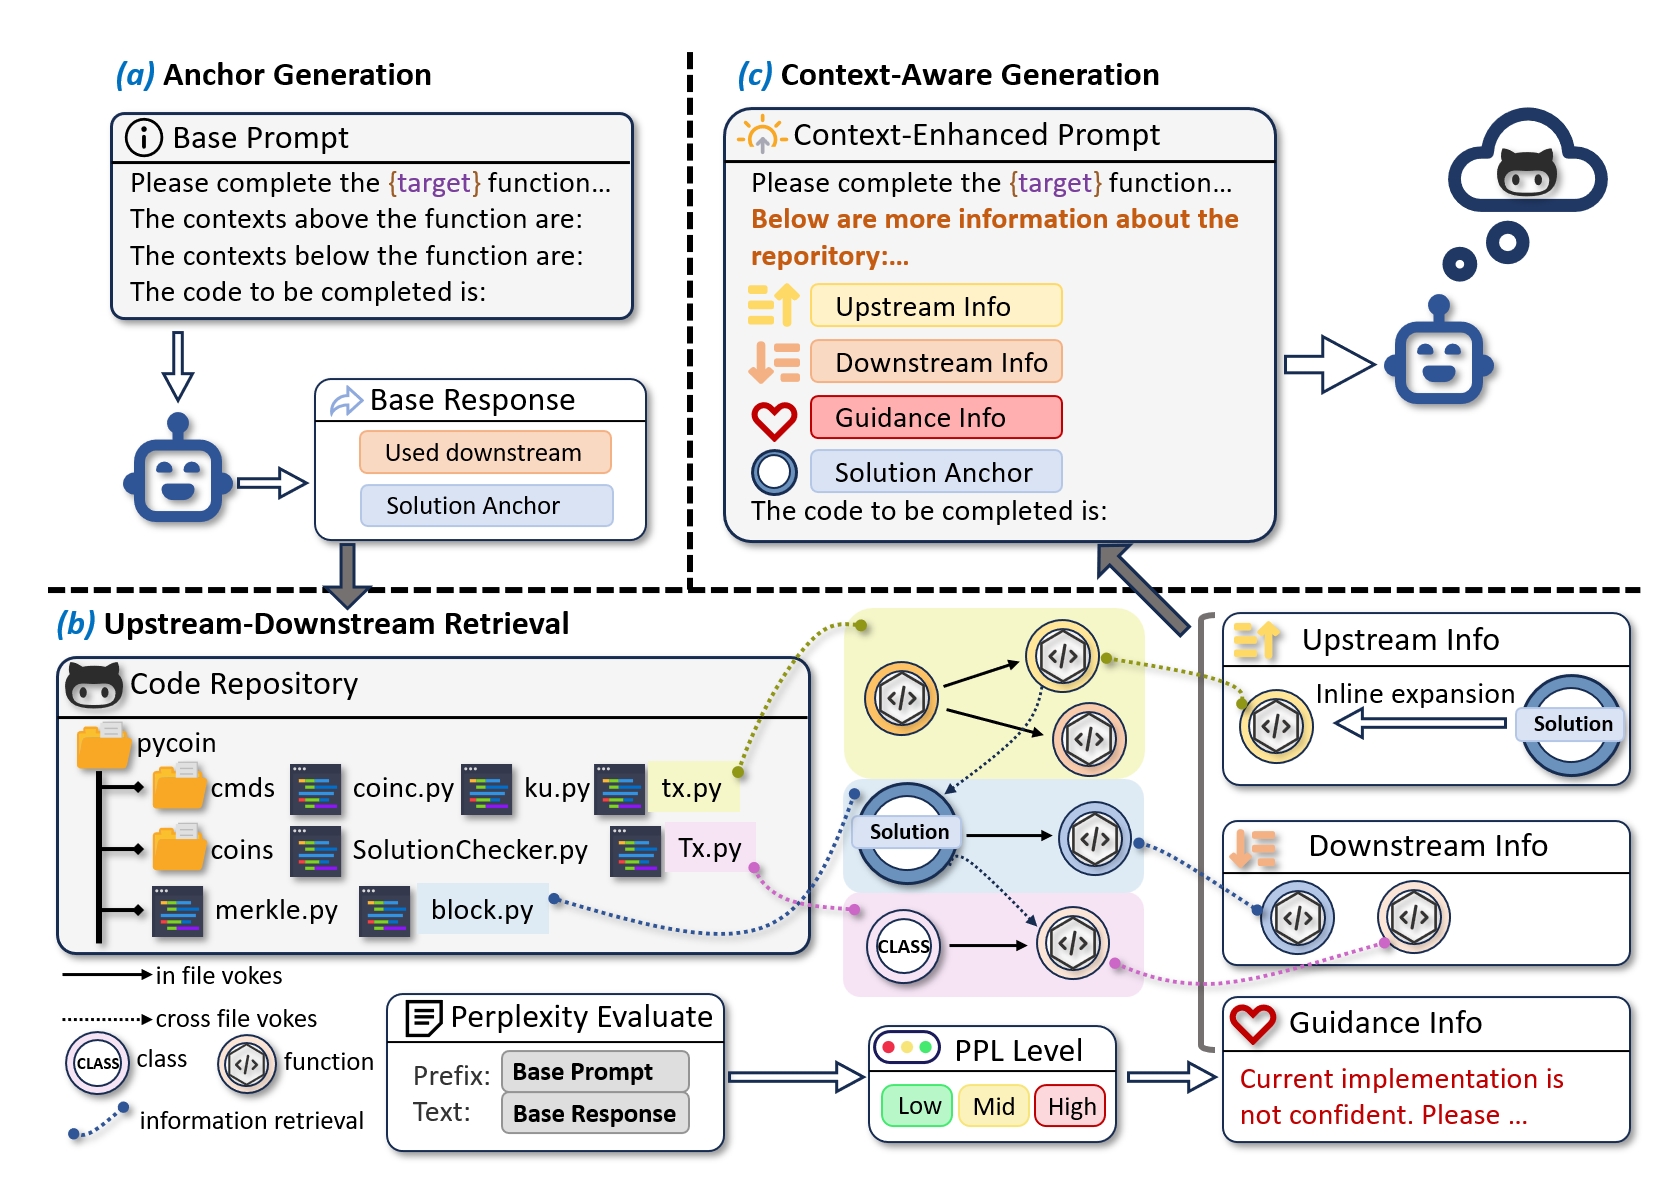 (a) Anchor Generation
Base Prompt
Please complete the {target} function...
The contexts above the function are:
The contexts below the function are:
The code to be completed is:
Base Response
Used downstream
Solution Anchor
(c) Context-Aware Generation
Context-Enhanced Prompt
Please complete the {target} function...
Below are more information about the
reporitory:...
Upstream Info
Downstream Info
Guidance Info
Solution Anchor
The code to be completed is:
(b) Upstream-Downstream Retrieval
Code Repository
pycoin
cmds coinc.py ku.py tx.py
coins SolutionChecker.py Tx.py
merkle.py block.py
in file vokes
cross file vokes
CLASS class </> function
information retrieval
</>
</>
</>
Solution </>
CLASS </>
Upstream Info
Inline expansion
</> Solution
Downstream Info
</> </>
Perplexity Evaluate
Prefix: Base Prompt
Text: Base Response
PPL Level
Low Mid High
Guidance Info
Current implementation is
not confident. Please ...